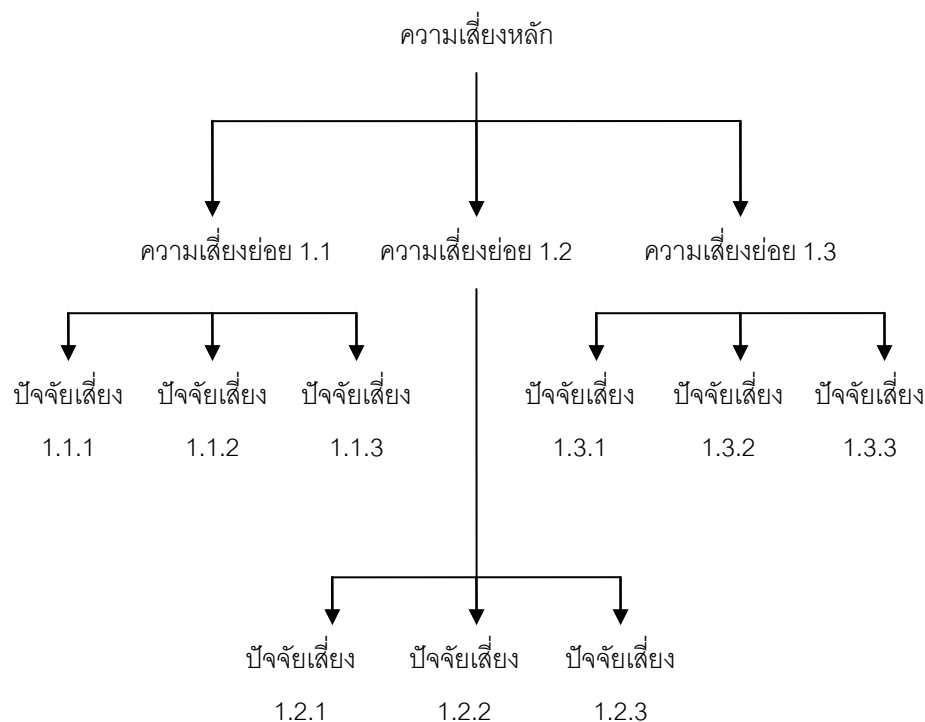 ความเสี่ยงหลัก
ความเสี่ยงย่อย 1.1 ความเสี่ยงย่อย 1.2 ความเสี่ยงย่อย 1.3
ปัจจัยเสี่ยง ปัจจัยเสี่ยง ปัจจัยเสี่ยง ปัจจัยเสี่ยง ปัจจัยเสี่ยง ปัจจัยเสี่ยง
1.1.1 1.1.2 1.1.3 1.3.1 1.3.2 1.3.3
ปัจจัยเสี่ยง ปัจจัยเสี่ยง ปัจจัยเสี่ยง
1.2.1 1.2.2 1.2.3